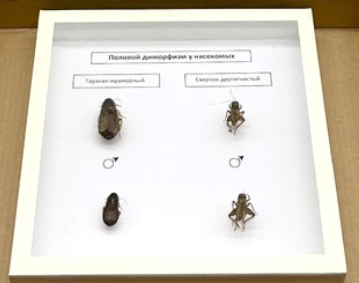 Половой диморфизм у насекомых
Таракан мраморный
Сверчок двупятнистый